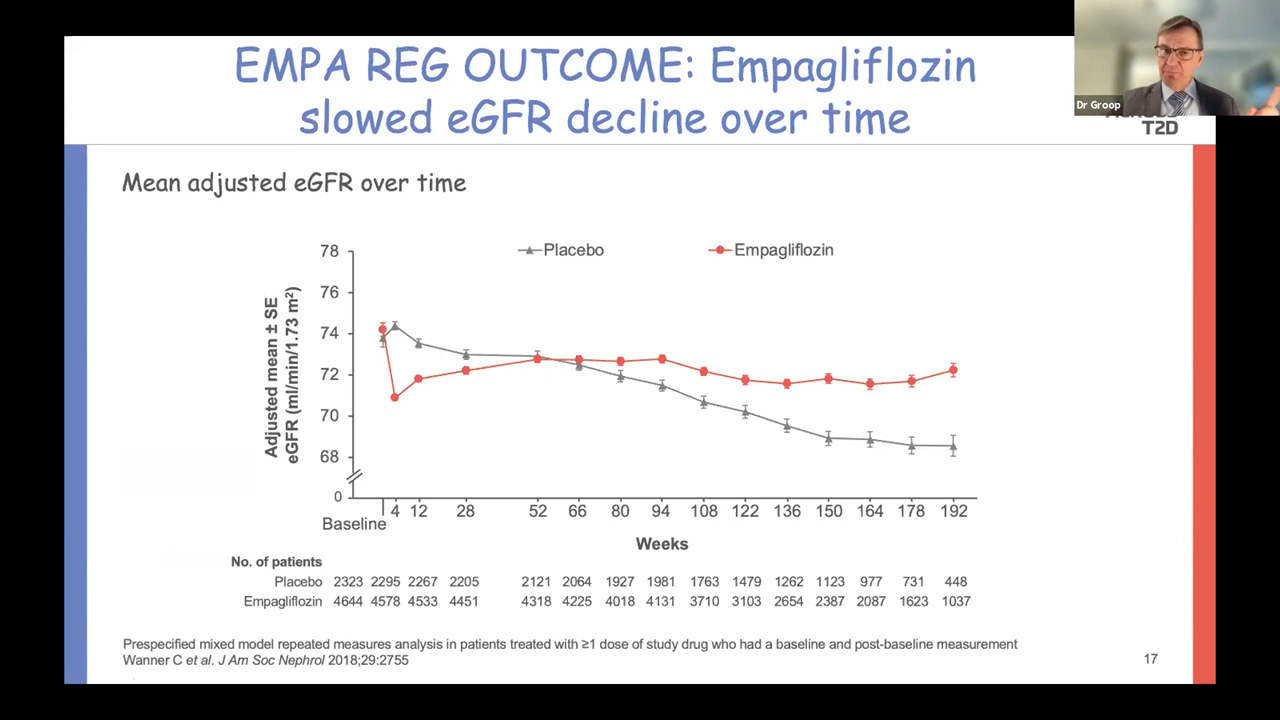 EMPA REG OUTCOME: Empagliflozin
slowed eGFR decline over time
Dr Groop
T2D
Mean adjusted eGFR over time
Placebo
Empagliflozin
Adjusted mean ± SE
eGFR (ml/min/1.73 m²)
78
76
74
72
70
68
0
Baseline
4 12 28 52 66 80 94 108 122 136 150 164 178 192
Weeks
No. of patients
Placebo 2323 2295 2267 2205 2121 2064 1927 1981 1763 1479 1262 1123 977 731 448
Empagliflozin 4644 4578 4533 4451 4318 4225 4018 4131 3710 3103 2654 2387 2087 1623 1037
Prespecified mixed model repeated measures analysis in patients treated with ≥1 dose of study drug who had a baseline and post-baseline measurement
Wanner C et al. J Am Soc Nephrol 2018;29:2755
17